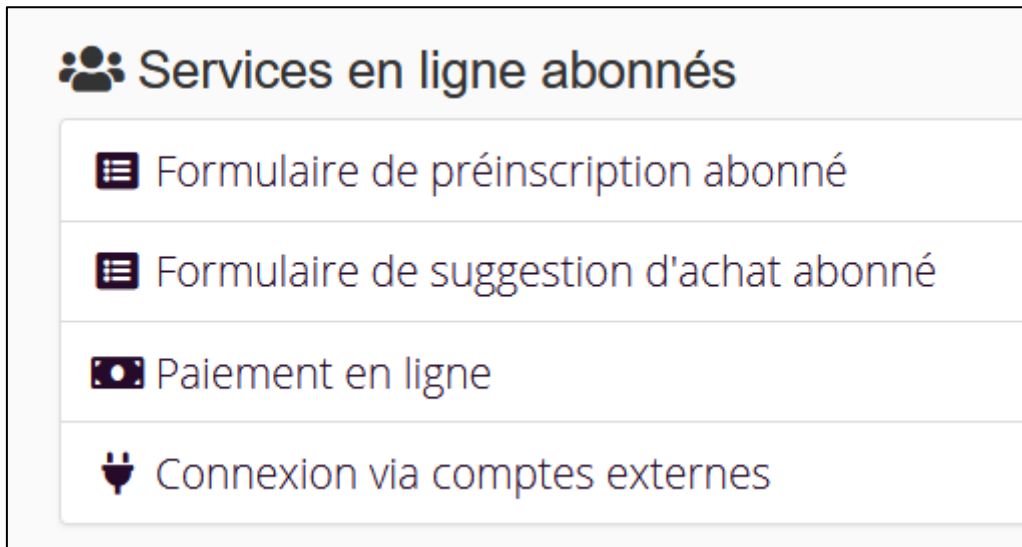 Services en ligne abonnés
Formulaire de préinscription abonné
Formulaire de suggestion d'achat abonné
Paiement en ligne
Connexion via comptes externes